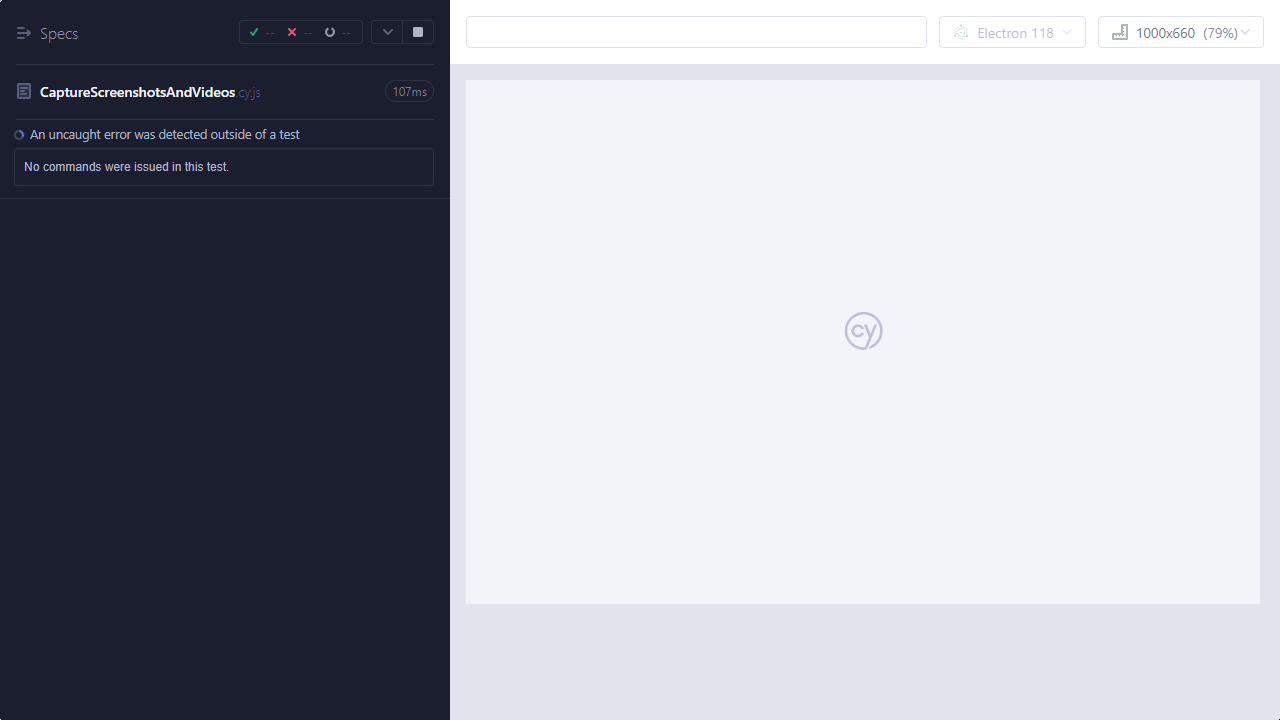 Specs
--
--
--
CaptureScreenshotsAndVideos cy.js
107ms
An uncaught error was detected outside of a test
No commands were issued in this test.
Electron 118
1000x660 (79%)
cy